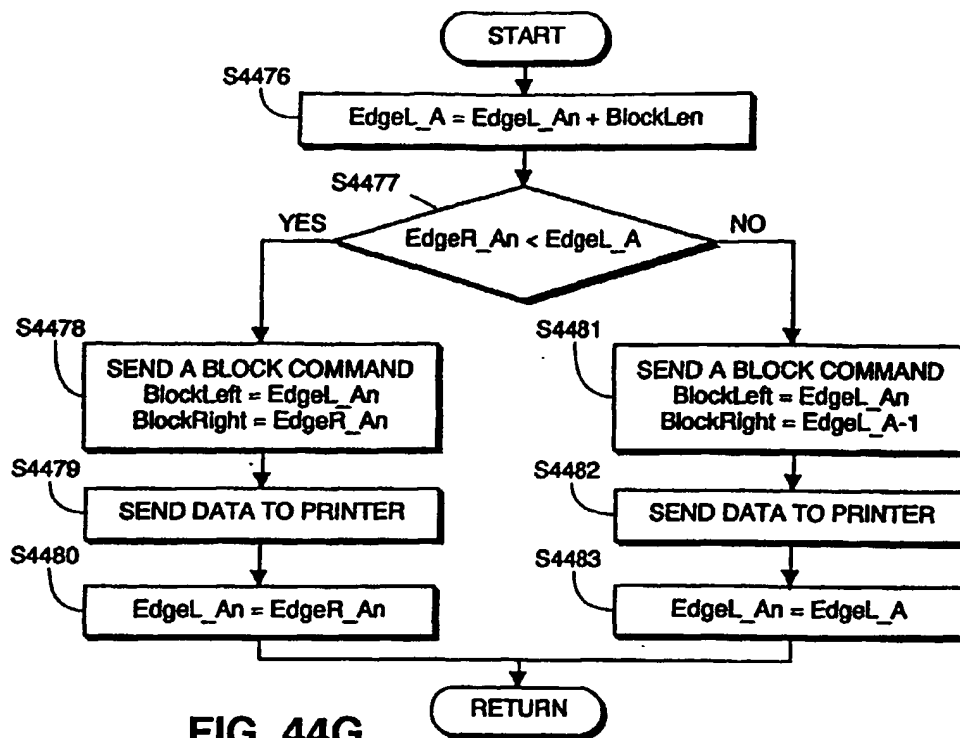 START
S4476
EdgeL_A = EdgeL_An + BlockLen
S4477
YES
EdgeR_An < EdgeL_A
NO
S4478
SEND A BLOCK COMMAND
BlockLeft = EdgeL_An
BlockRight = EdgeR_An
S4481
SEND A BLOCK COMMAND
BlockLeft = EdgeL_An
BlockRight = EdgeL_A-1
S4479
SEND DATA TO PRINTER
S4482
SEND DATA TO PRINTER
S4480
EdgeL_An = EdgeR_An
S4483
EdgeL_An = EdgeL_A
RETURN
FIG. 44G